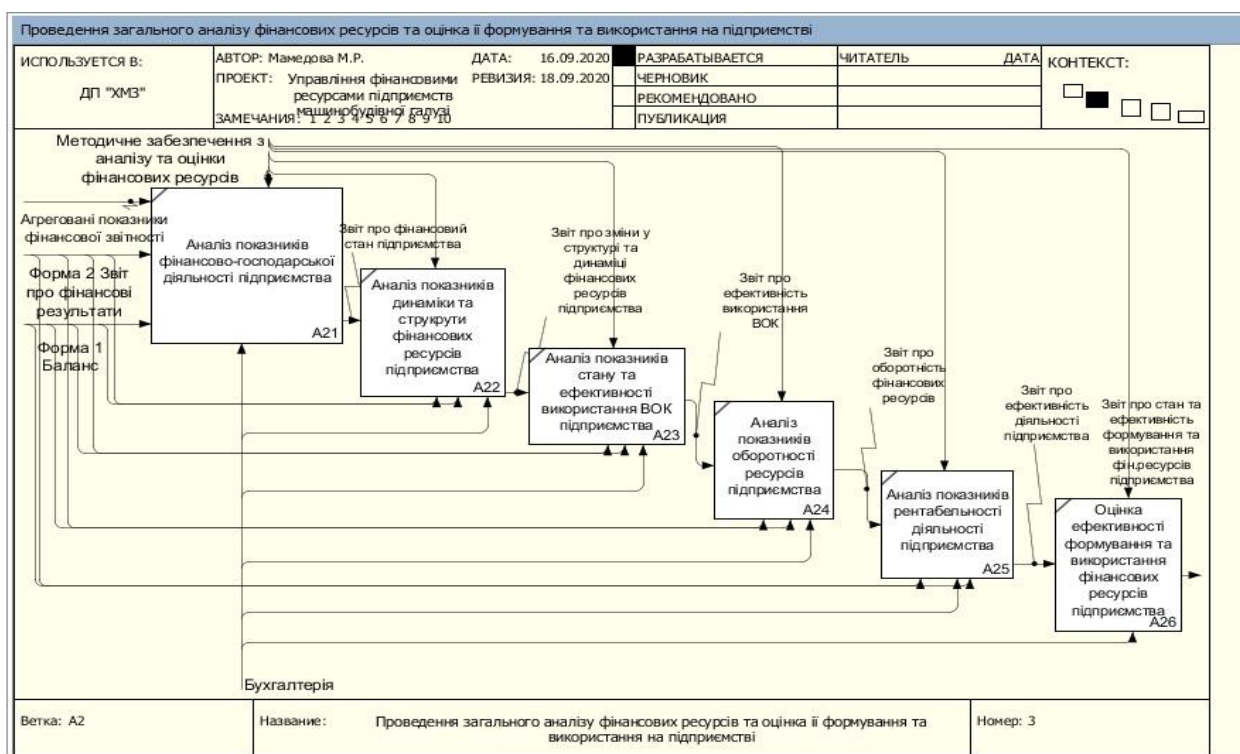 Проведення загального аналізу фінансових ресурсів та оцінка ії формування та використання на підприємстві
ИСПОЛЬЗУЕТСЯ В:
ДП "ХМЗ"
АВТОР: Мамедова М.Р.
ДАТА: 16.09.2020
ПРОЕКТ: Управління фінансовими
ресурсами підприємств
машинобудівної галузі
РЕВИЗИЯ: 18.09.2020
ЗАМЕЧАНИЯ: 1 2 3 4 5 6 7 8 9 10
РАЗРАБАТЫВАЕТСЯ
ЧЕРНОВИК
РЕКОМЕНДОВАНО
ПУБЛИКАЦИЯ
ЧИТАТЕЛЬ
ДАТА
КОНТЕКСТ:
Методичне забезпечення з
аналізу та оцінки
фінансових ресурсів
Агреговані показники
фінансової звітності
Форма 2 Звіт
про фінансові
результати
Форма 1
Баланс
Аналіз показників
фінансово-господарської
діяльності підприємства
A21
Звіт про фінансовий
стан підприємства
Аналіз показників
динаміки та
струкрути
фінансових
ресурсів
підприємства
A22
Звіт про зміни у
структурі та
динаміці
фінансових
ресурсів
підприємства
Аналіз показників
стану та
ефективності
використання ВОК
підприємства
A23
Звіт про
ефективність
використання
ВОК
Аналіз
показників
оборотності
ресурсів
підприємства
A24
Звіт про
оборотність
фінансових
ресурсів
Аналіз показників
рентабельності
діяльності
підприємства
A25
Звіт про
ефективність
діяльності
підприємства
Звіт про стан та
ефективність
формування та
використання
фін.ресурсів
підприємства
Оцінка
ефективності
формування та
використання
фінансових
ресурсів
підприємства
A26
Бухгалтерія
Ветка: A2
Название:
Проведення загального аналізу фінансових ресурсів та оцінка ії формування та
використання на підприємстві
Номер: 3